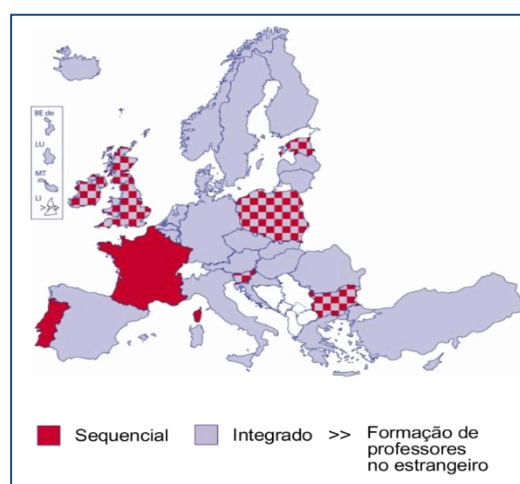 BE de
LU
MT
LI
>>
Sequencial
Integrado
>> Formação de
professores
no estrangeiro